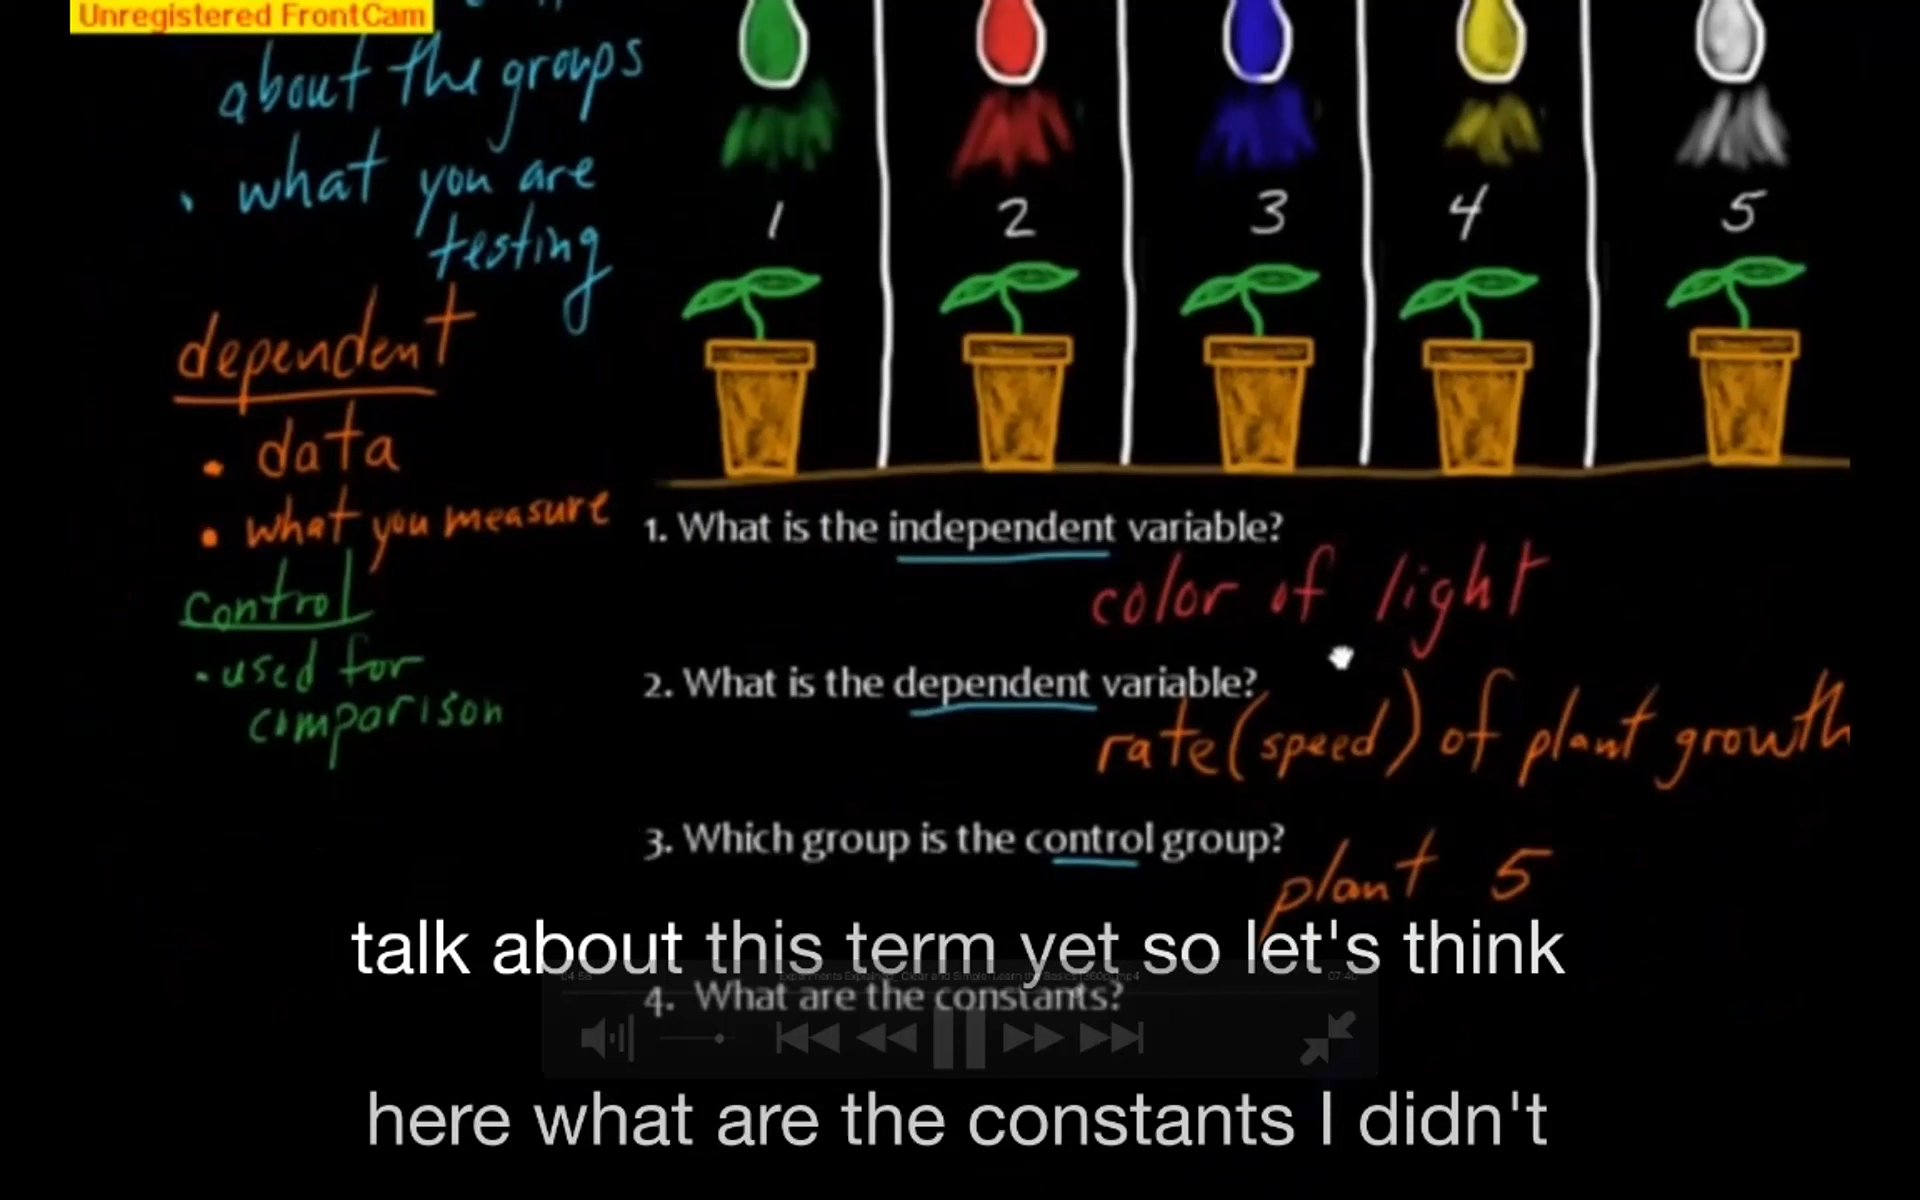 Unregistered FrontCam
about the groups
• what you are
testing
dependent
• data
• what you measure
control
- used for
comparison
1
2
3
4
5
1. What is the independent variable?
color of light
2. What is the dependent variable?
rate (speed) of plant growth
3. Which group is the control group?
plant 5
talk about this term yet so let's think
4. What are the constants?
here what are the constants I didn't